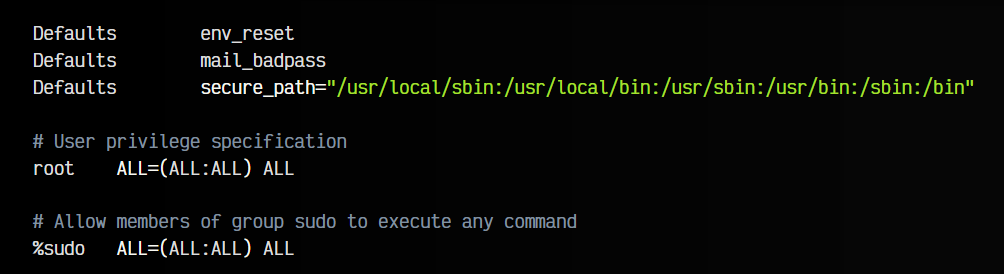 Defaults        env_reset
Defaults        mail_badpass
Defaults        secure_path="/usr/local/sbin:/usr/local/bin:/usr/sbin:/usr/bin:/sbin:/bin"
# User privilege specification
root    ALL=(ALL:ALL) ALL
# Allow members of group sudo to execute any command
%sudo   ALL=(ALL:ALL) ALL